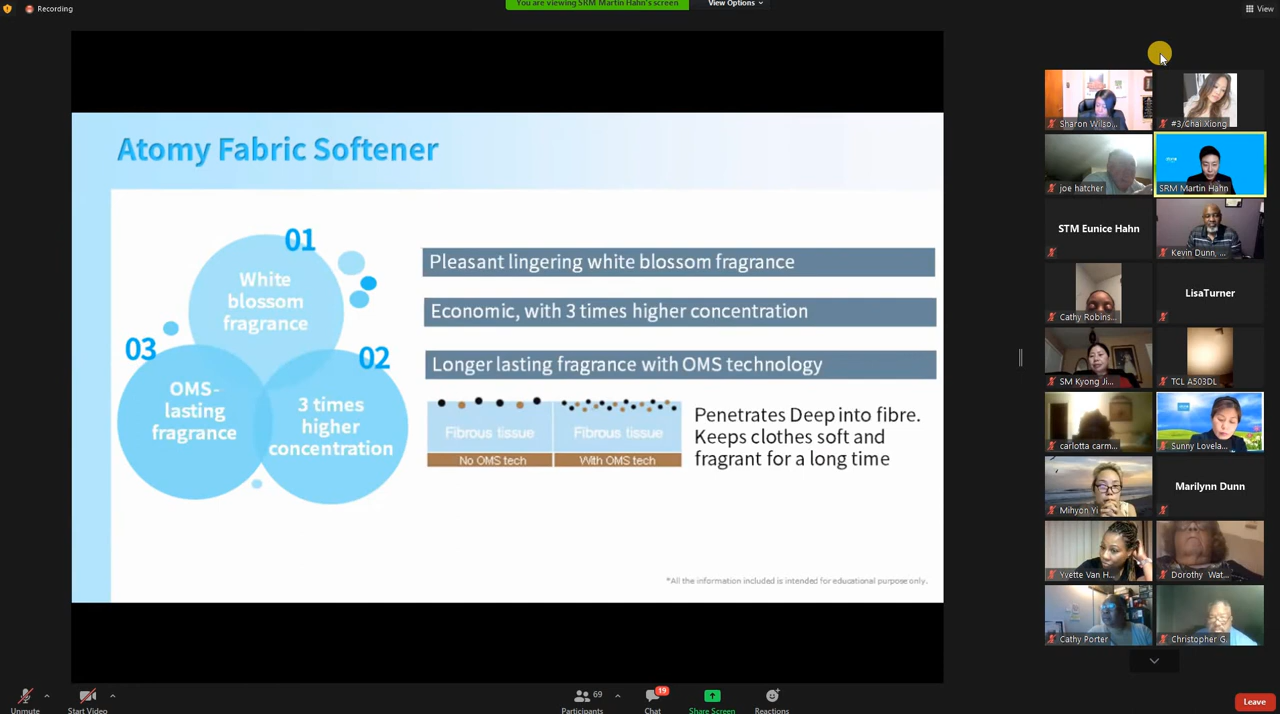 Recording
You are viewing SRM Martin Hahn's screen
View Options
View
Atomy Fabric Softener
01
White
blossom
fragrance
03
OMS-
lasting
fragrance
02
3 times
higher
concentration
Pleasant lingering white blossom fragrance
Economic, with 3 times higher concentration
Longer lasting fragrance with OMS technology
Fibrous tissue
Fibrous tissue
No OMS tech
With OMS tech
Penetrates Deep into fibre.
Keeps clothes soft and
fragrant for a long time
*All the information included is intended for educational purpose only.
Sharon Wilso...
#3/Chai Xiong
joe hatcher
SRM Martin Hahn
STM Eunice Hahn
Kevin Dunn, ...
Cathy Robins...
LisaTurner
SM Kyong Ji...
TCL A503DL
carlotta carm...
Sunny Lovela...
Mihyon Yi
Marilynn Dunn
Yvette Van H...
Dorothy Wat...
Cathy Porter
Christopher G.
Unmute
Start Video
69
Participants
19
Chat
Share Screen
Reactions
Leave